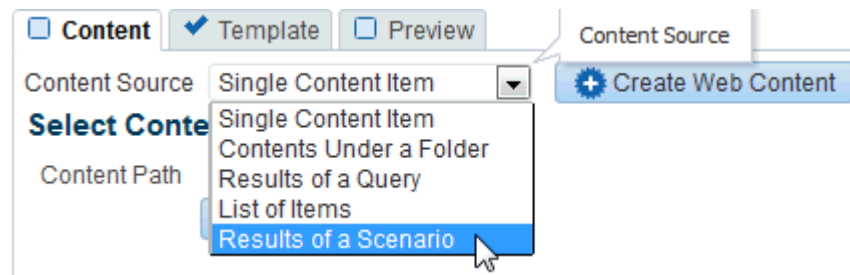 Content Template Preview Content Source
Content Source Single Content Item Create Web Content
Select Conte Single Content Item
Contents Under a Folder
Content Path Results of a Query
List of Items
Results of a Scenario